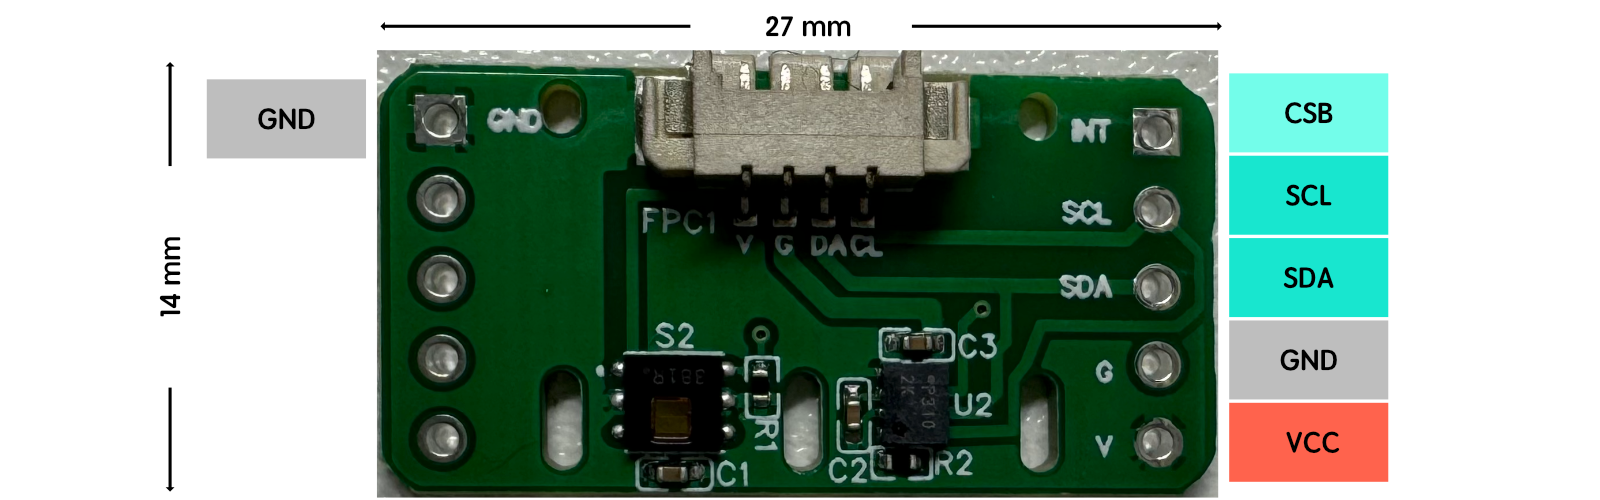 27 mm
14 mm
GND
GND
INT
CSB
SCL
SCL
FPC1
V G DA CL
SDA
SDA
S2
C3
G
GND
381R
P310
2K
U2
R1
V
VCC
C1
C2
R2